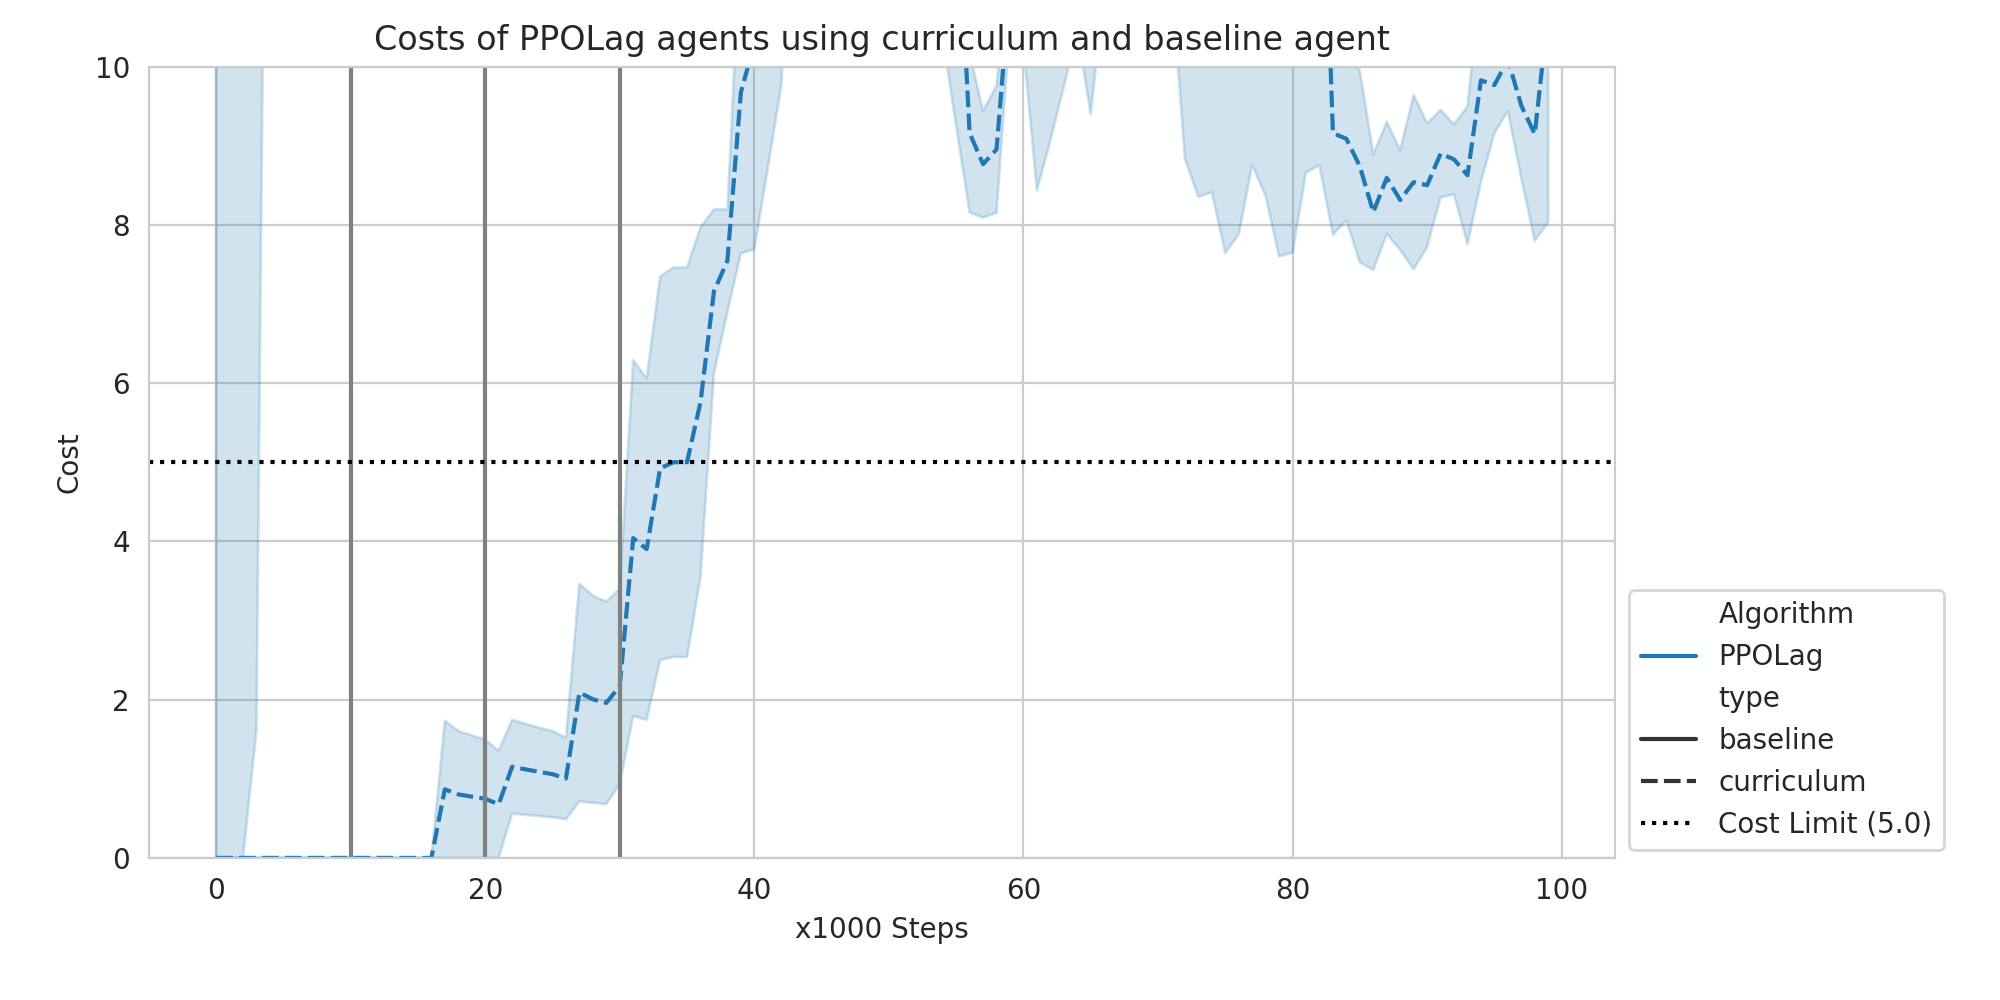 Costs of PPOLag agents using curriculum and baseline agent
10
8
6
4
2
0
Cost
0 20 40 60 80 100
x1000 Steps
Algorithm
PPOLag
type
baseline
curriculum
Cost Limit (5.0)